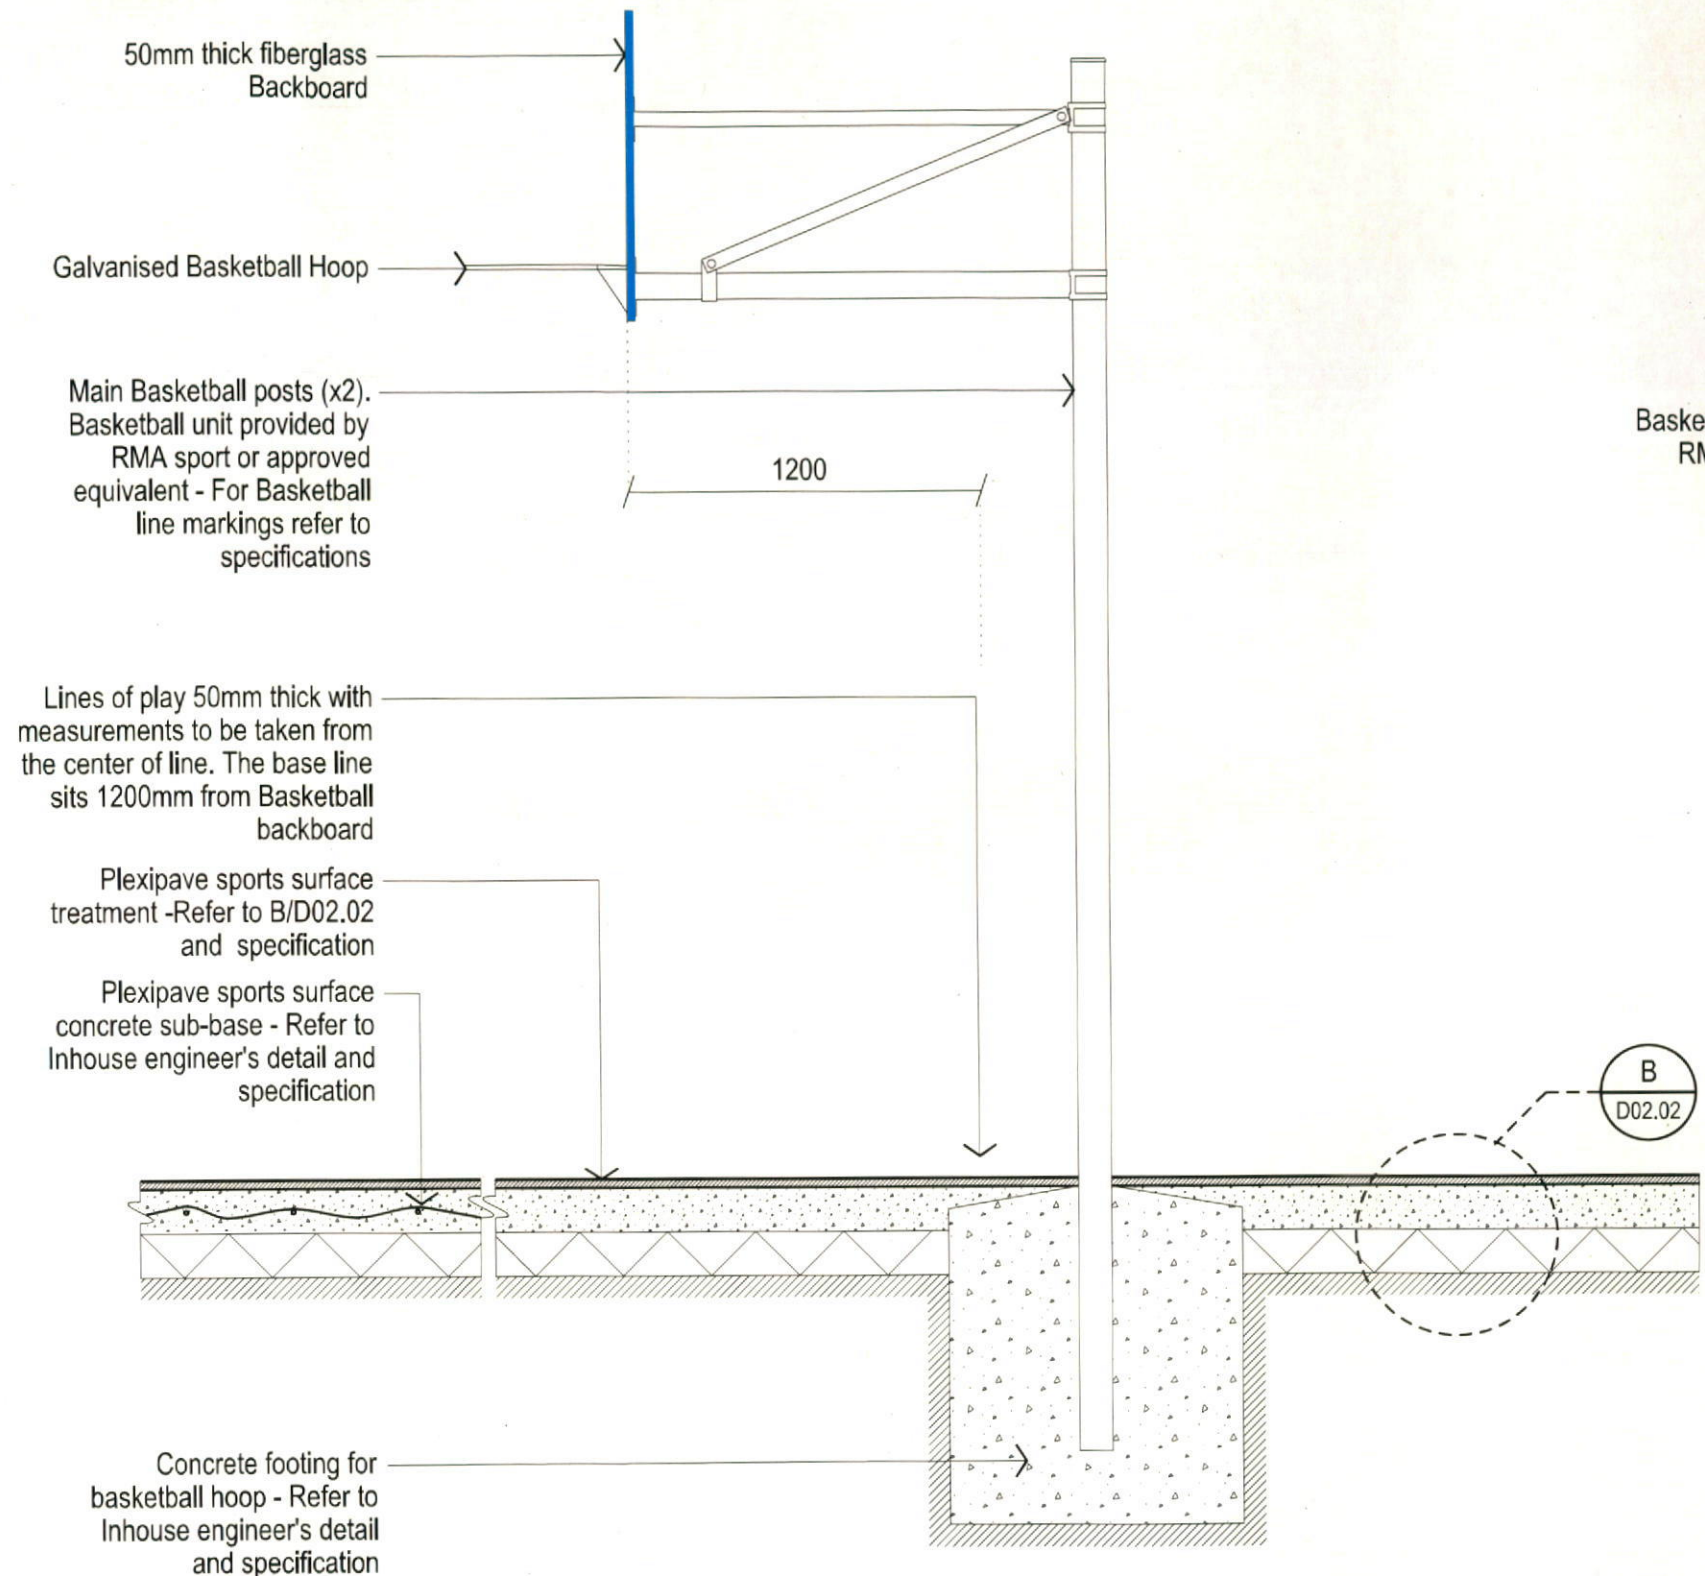 50mm thick fiberglass
Backboard
Galvanised Basketball Hoop
Main Basketball posts (x2).
Basketball unit provided by
RMA sport or approved
equivalent - For Basketball
line markings refer to
specifications
1200
Baske
RM
Lines of play 50mm thick with
measurements to be taken from
the center of line. The base line
sits 1200mm from Basketball
backboard
Plexipave sports surface
treatment -Refer to B/D02.02
and specification
Plexipave sports surface
concrete sub-base - Refer to
Inhouse engineer's detail and
specification
B
D02.02
Concrete footing for
basketball hoop - Refer to
Inhouse engineer's detail
and specification